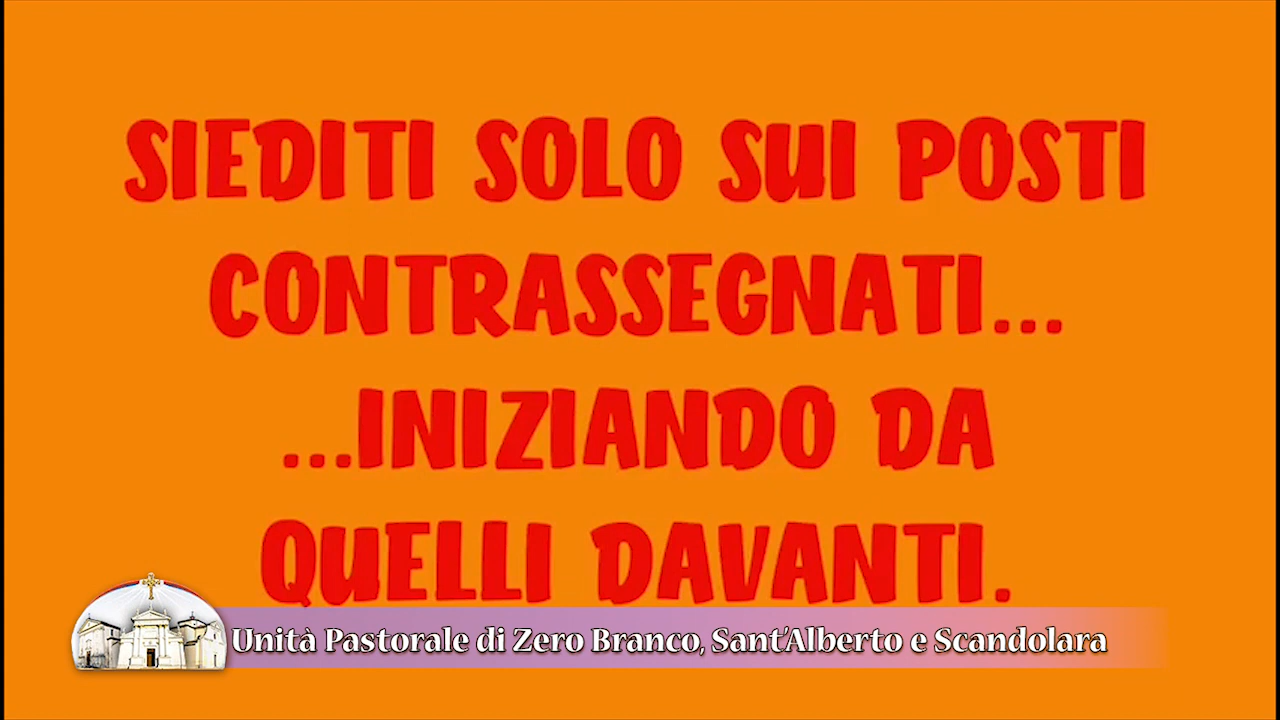 SIEDITI SOLO SUI POSTI
CONTRASSEGNATI...
...INIZIANDO DA
QUELLI DAVANTI.
Unità Pastorale di Zero Branco, Sant'Alberto e Scandolara